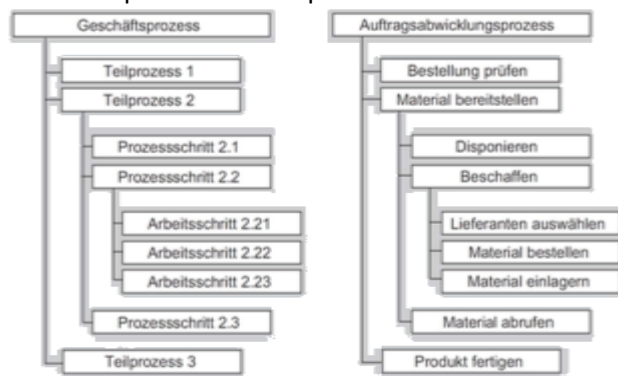 Geschäftsprozess
Teilprozess 1
Teilprozess 2
Prozessschritt 2.1
Prozessschritt 2.2
Arbeitsschritt 2.21
Arbeitsschritt 2.22
Arbeitsschritt 2.23
Prozessschritt 2.3
Teilprozess 3
Auftragsabwicklungsprozess
Bestellung prüfen
Material bereitstellen
Disponieren
Beschaffen
Lieferanten auswählen
Material bestellen
Material einlagern
Material abrufen
Produkt fertigen